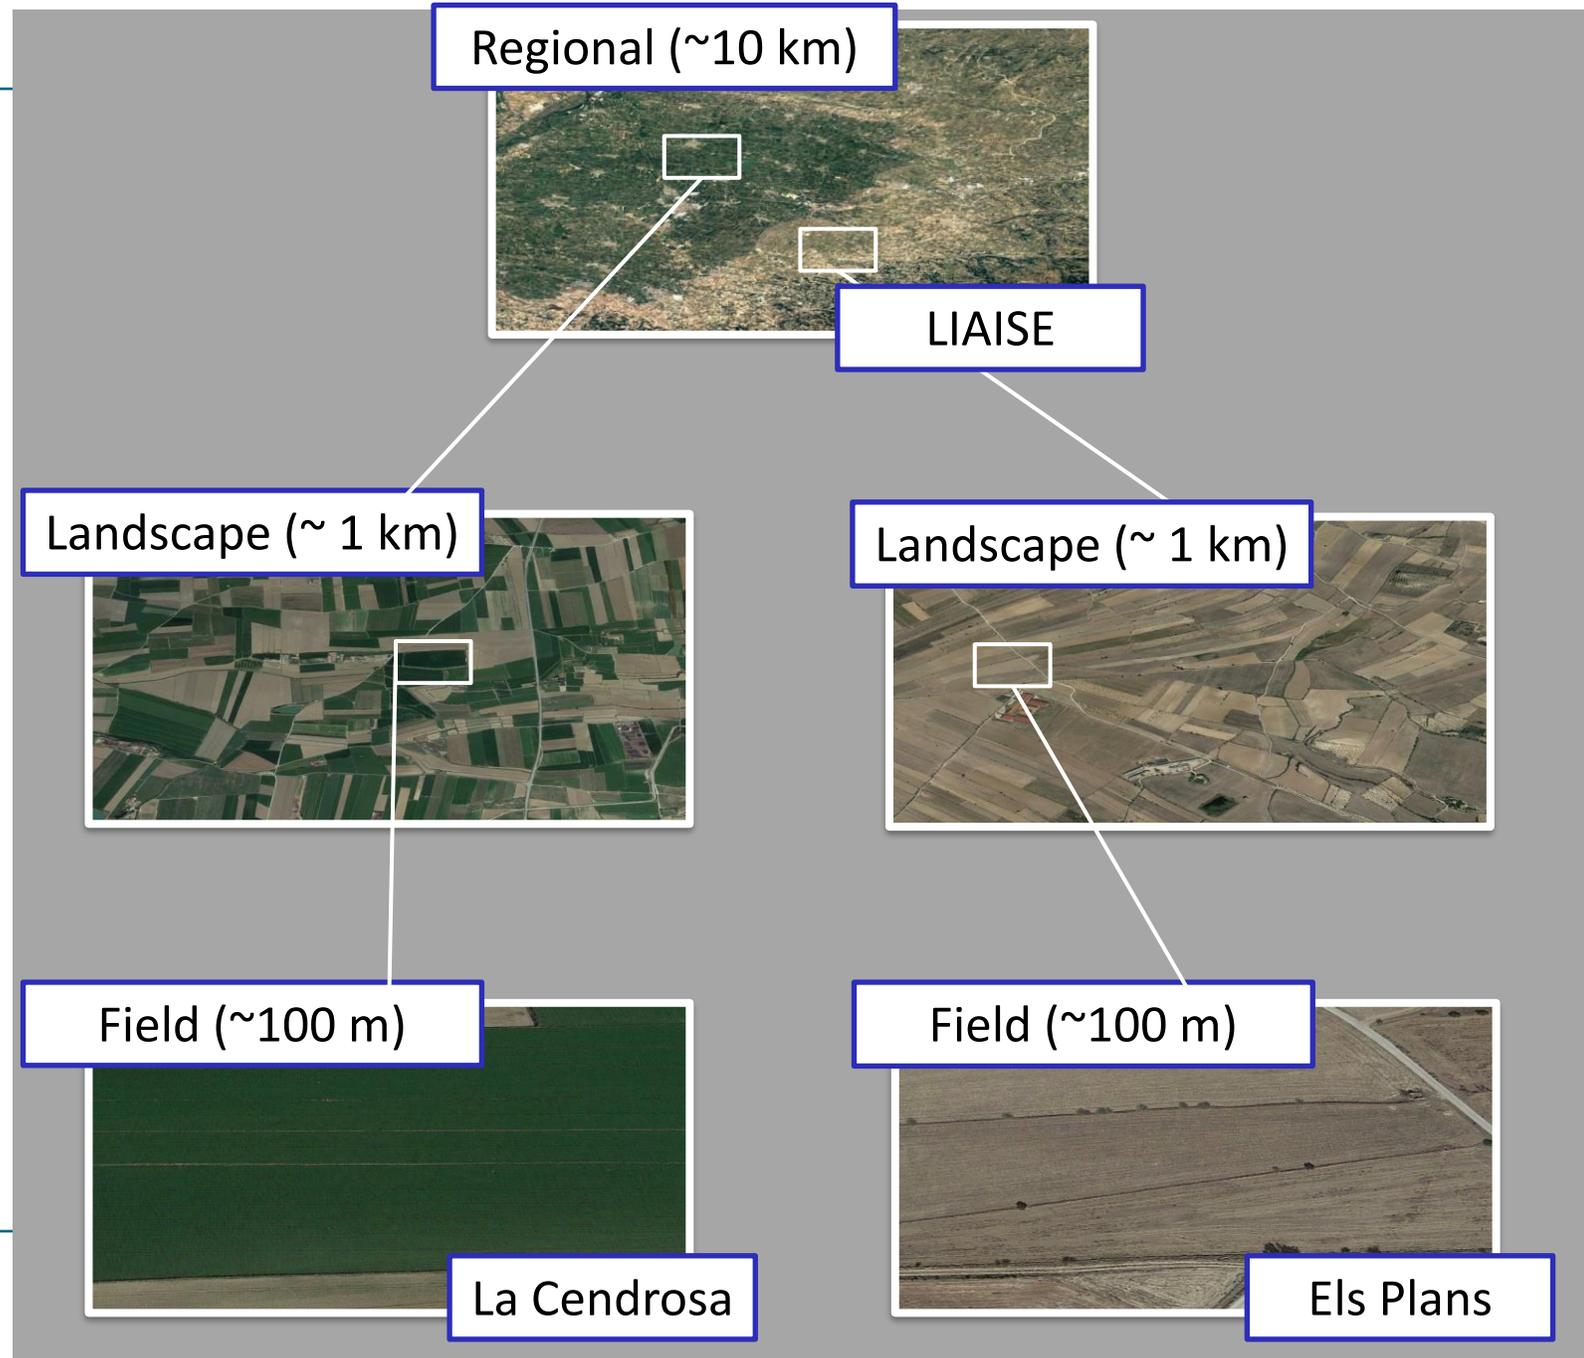 Regional (~10 km)
LIAISE
Landscape (~ 1 km)
Landscape (~ 1 km)
Field (~100 m)
Field (~100 m)
La Cendrosa
Els Plans